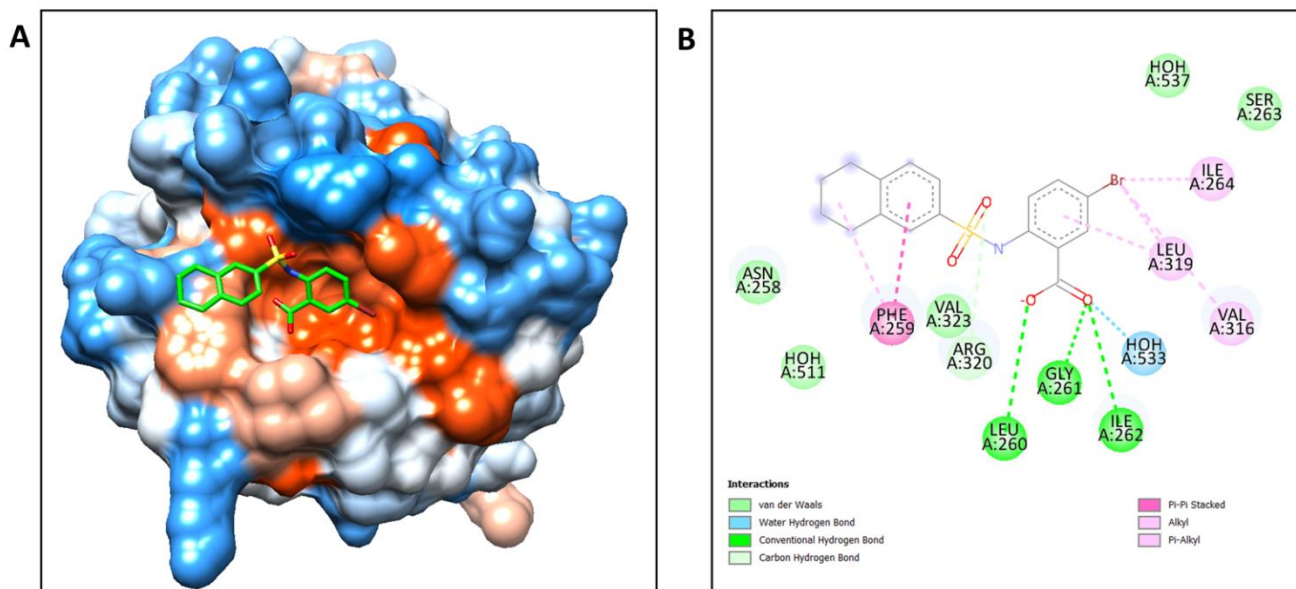 A
B
HOH
A:537
SER
A:263
Br
ILE
A:264
O
S
N
O
LEU
A:319
ASN
A:258
PHE
A:259
VAL
A:323
ARG
A:320
-O
O
VAL
A:316
HOH
A:533
HOH
A:511
GLY
A:261
LEU
A:260
ILE
A:262
Interactions
van der Waals
Water Hydrogen Bond
Conventional Hydrogen Bond
Carbon Hydrogen Bond
Pi-Pi Stacked
Alkyl
Pi-Alkyl